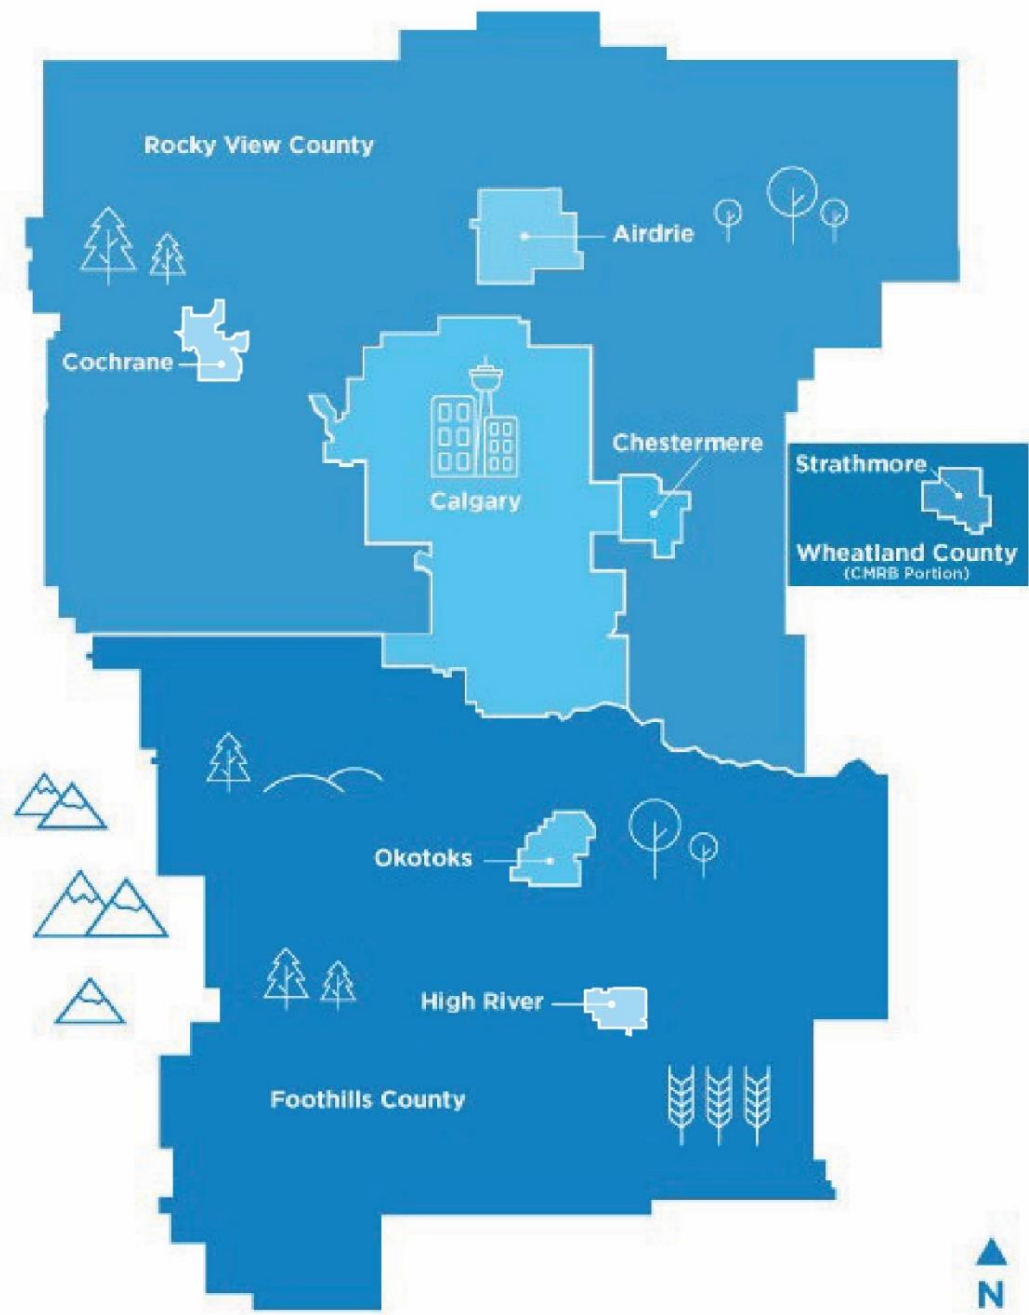 Rocky View County
Airdrie
Cochrane
Chestermere
Strathmore
Calgary
Wheatland County
(CMRB Portion)
Okotoks
High River
Foothills County
N